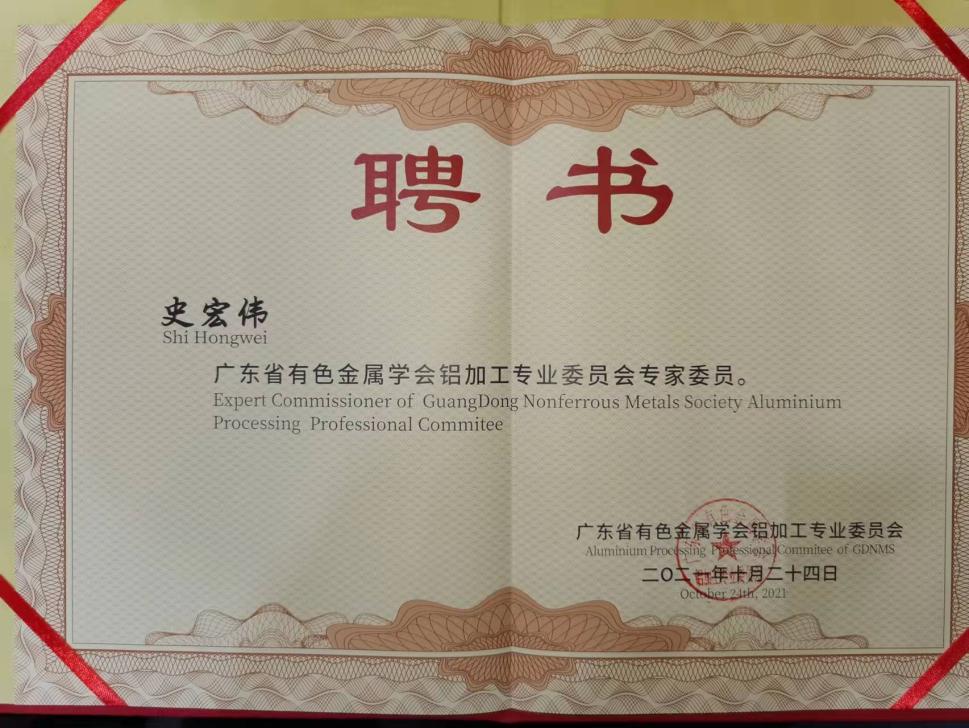 聘书
史宏伟
Shi Hongwei
广东省有色金属学会铝加工专业委员会专家委员。
Expert Commissioner of GuangDong Nonferrous Metals Society Aluminium
Processing Professional Commitee
广东省有色金属学会铝加工专业委员会
Aluminium Processing Professional Commitee of GDNMS
二〇二一年十月二十四日
October 24th, 2021